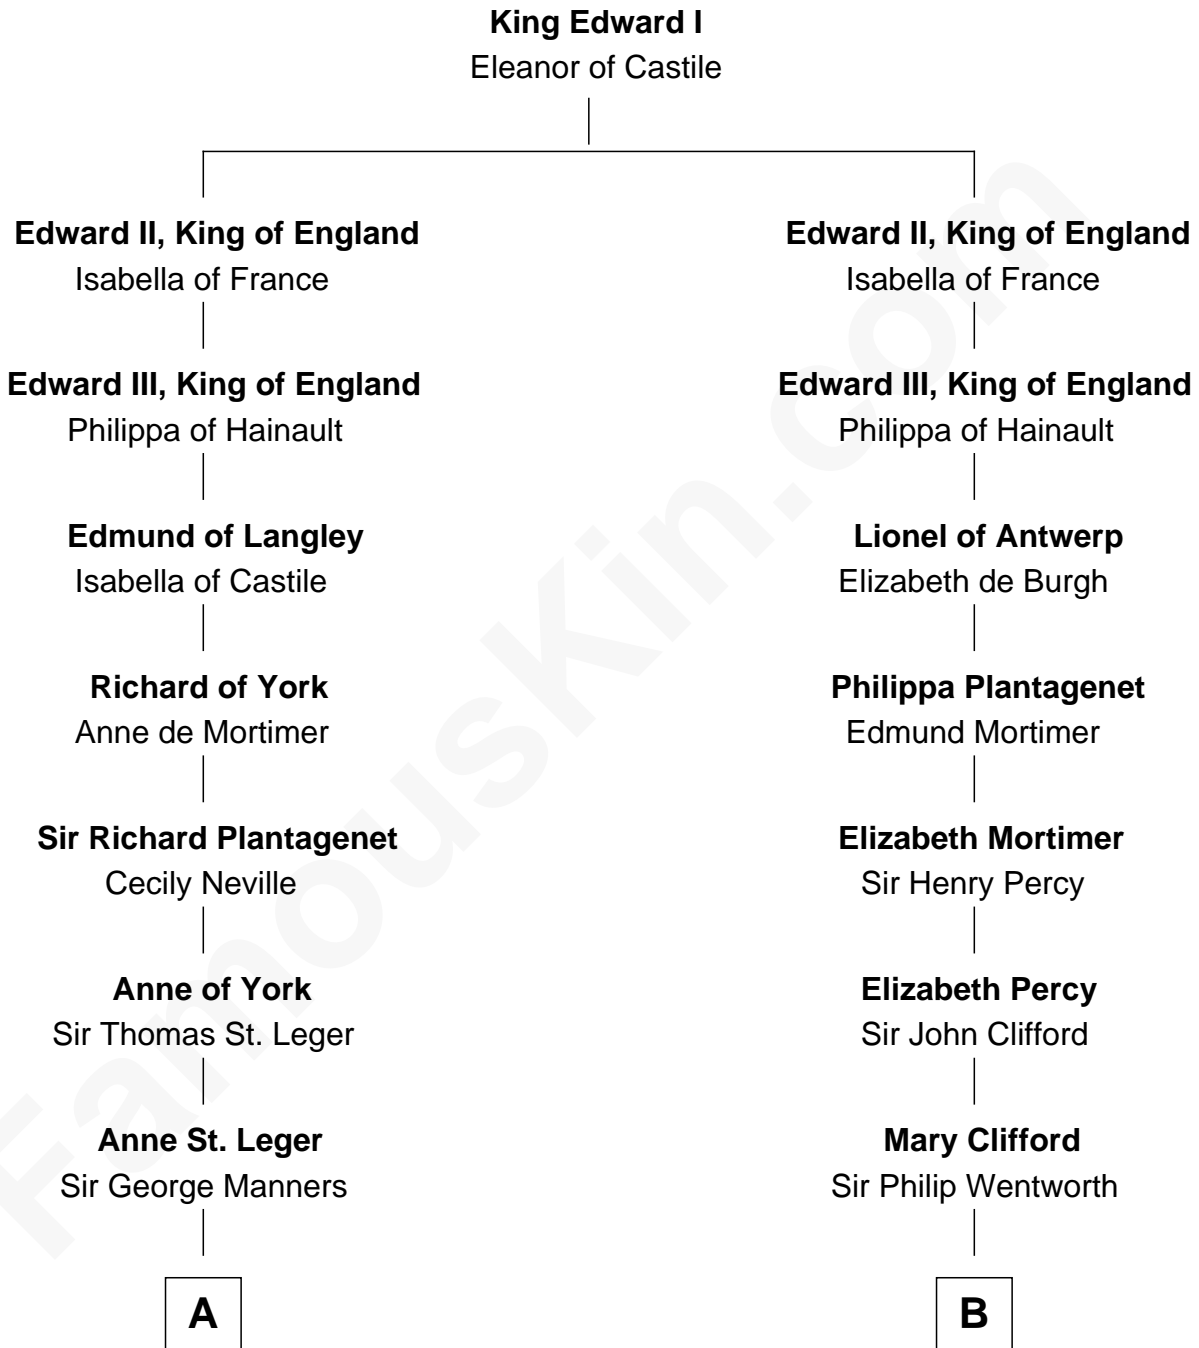 King Edward I
Eleanor of Castile
Edward II, King of England
Isabella of France
Edward III, King of England
Philippa of Hainault
Edmund of Langley
Isabella of Castile
Richard of York
Anne de Mortimer
Sir Richard Plantagenet
Cecily Neville
Anne of York
Sir Thomas St. Leger
Anne St. Leger
Sir George Manners
A
Edward II, King of England
Isabella of France
Edward III, King of England
Philippa of Hainault
Lionel of Antwerp
Elizabeth de Burgh
Philippa Plantagenet
Edmund Mortimer
Elizabeth Mortimer
Sir Henry Percy
Elizabeth Percy
Sir John Clifford
Mary Clifford
Sir Philip Wentworth
B
FamousKin.com